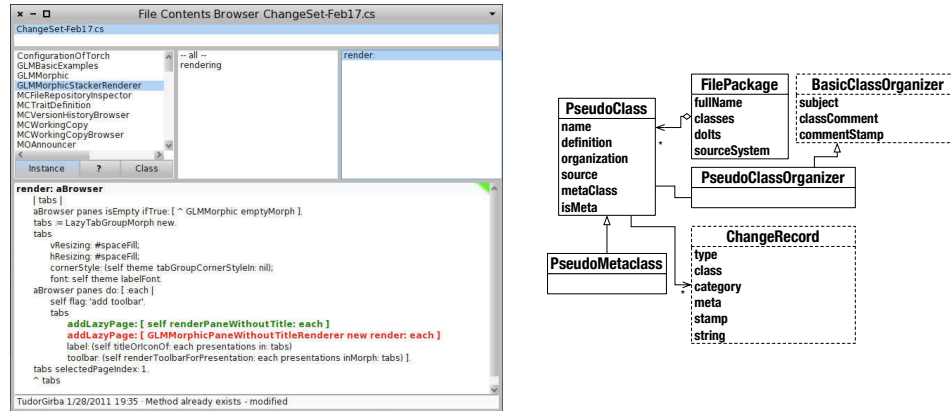 File Contents Browser ChangeSet-Feb17.cs
ChangeSet-Feb17.cs
ConfigurationOfTorch
GLMBasicExamples
GLMMorphic
GLMMorphicStackerRenderer
MCFileRepositoryInspector
MCTraitDefinition
MCVersionHistoryBrowser
MCWorkingCopy
MCWorkingCopyBrowser
MOAnnouncer
-- all --
rendering
render:
Instance
?
Class
render: aBrowser
| tabs |
aBrowser panes isEmpty ifTrue: [ ^ GLMMorphic emptyMorph ].
tabs := LazyTabGroupMorph new.
tabs
vResizing: #spaceFill;
hResizing: #spaceFill;
cornerStyle: (self theme tabGroupCornerStyleIn: nil);
font: self theme labelFont.
aBrowser panes do: [ :each |
self flag: 'add toolbar'.
tabs
addLazyPage: [ self renderPaneWithoutTitle: each ]
addLazyPage: [ GLMMorphicPaneWithoutTitleRenderer new render: each ]
label: (self titleOrIconOf: each presentations in: tabs)
toolbar: (self renderToolbarForPresentation: each presentations inMorph: tabs) ].
tabs selectedPageIndex: 1.
^ tabs
TudorGirba 1/28/2011 19:35 · Method already exists - modified
PseudoClass
name
definition
organization
source
metaClass
isMeta
PseudoMetaclass
FilePackage
fullName
classes
doIts
sourceSystem
*
BasicClassOrganizer
subject
classComment
commentStamp
PseudoClassOrganizer
ChangeRecord
type
class
category
meta
stamp
string
*